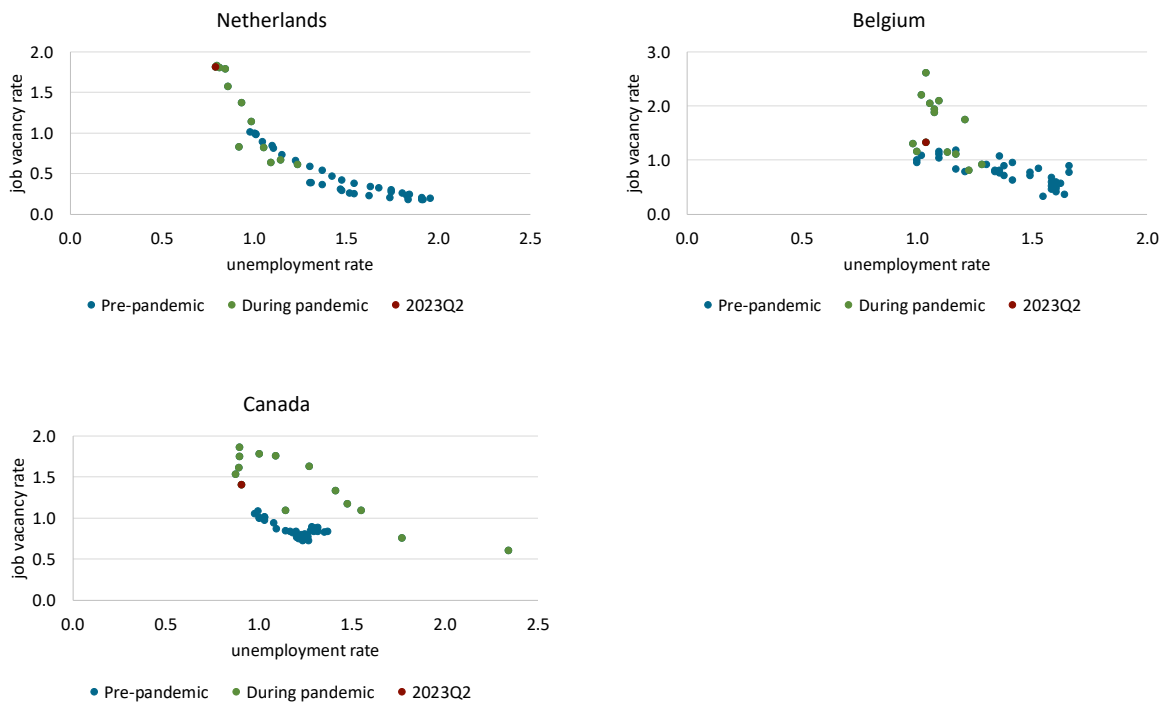 Netherlands
2.0
1.5
1.0
0.5
0.0
job vacancy rate
0.0 0.5 1.0 1.5 2.0 2.5
unemployment rate
Pre-pandemic During pandemic 2023Q2
Belgium
3.0
2.0
1.0
0.0
job vacancy rate
0.0 0.5 1.0 1.5 2.0
unemployment rate
Pre-pandemic During pandemic 2023Q2
Canada
2.0
1.5
1.0
0.5
0.0
job vacancy rate
0.0 0.5 1.0 1.5 2.0 2.5
unemployment rate
Pre-pandemic During pandemic 2023Q2